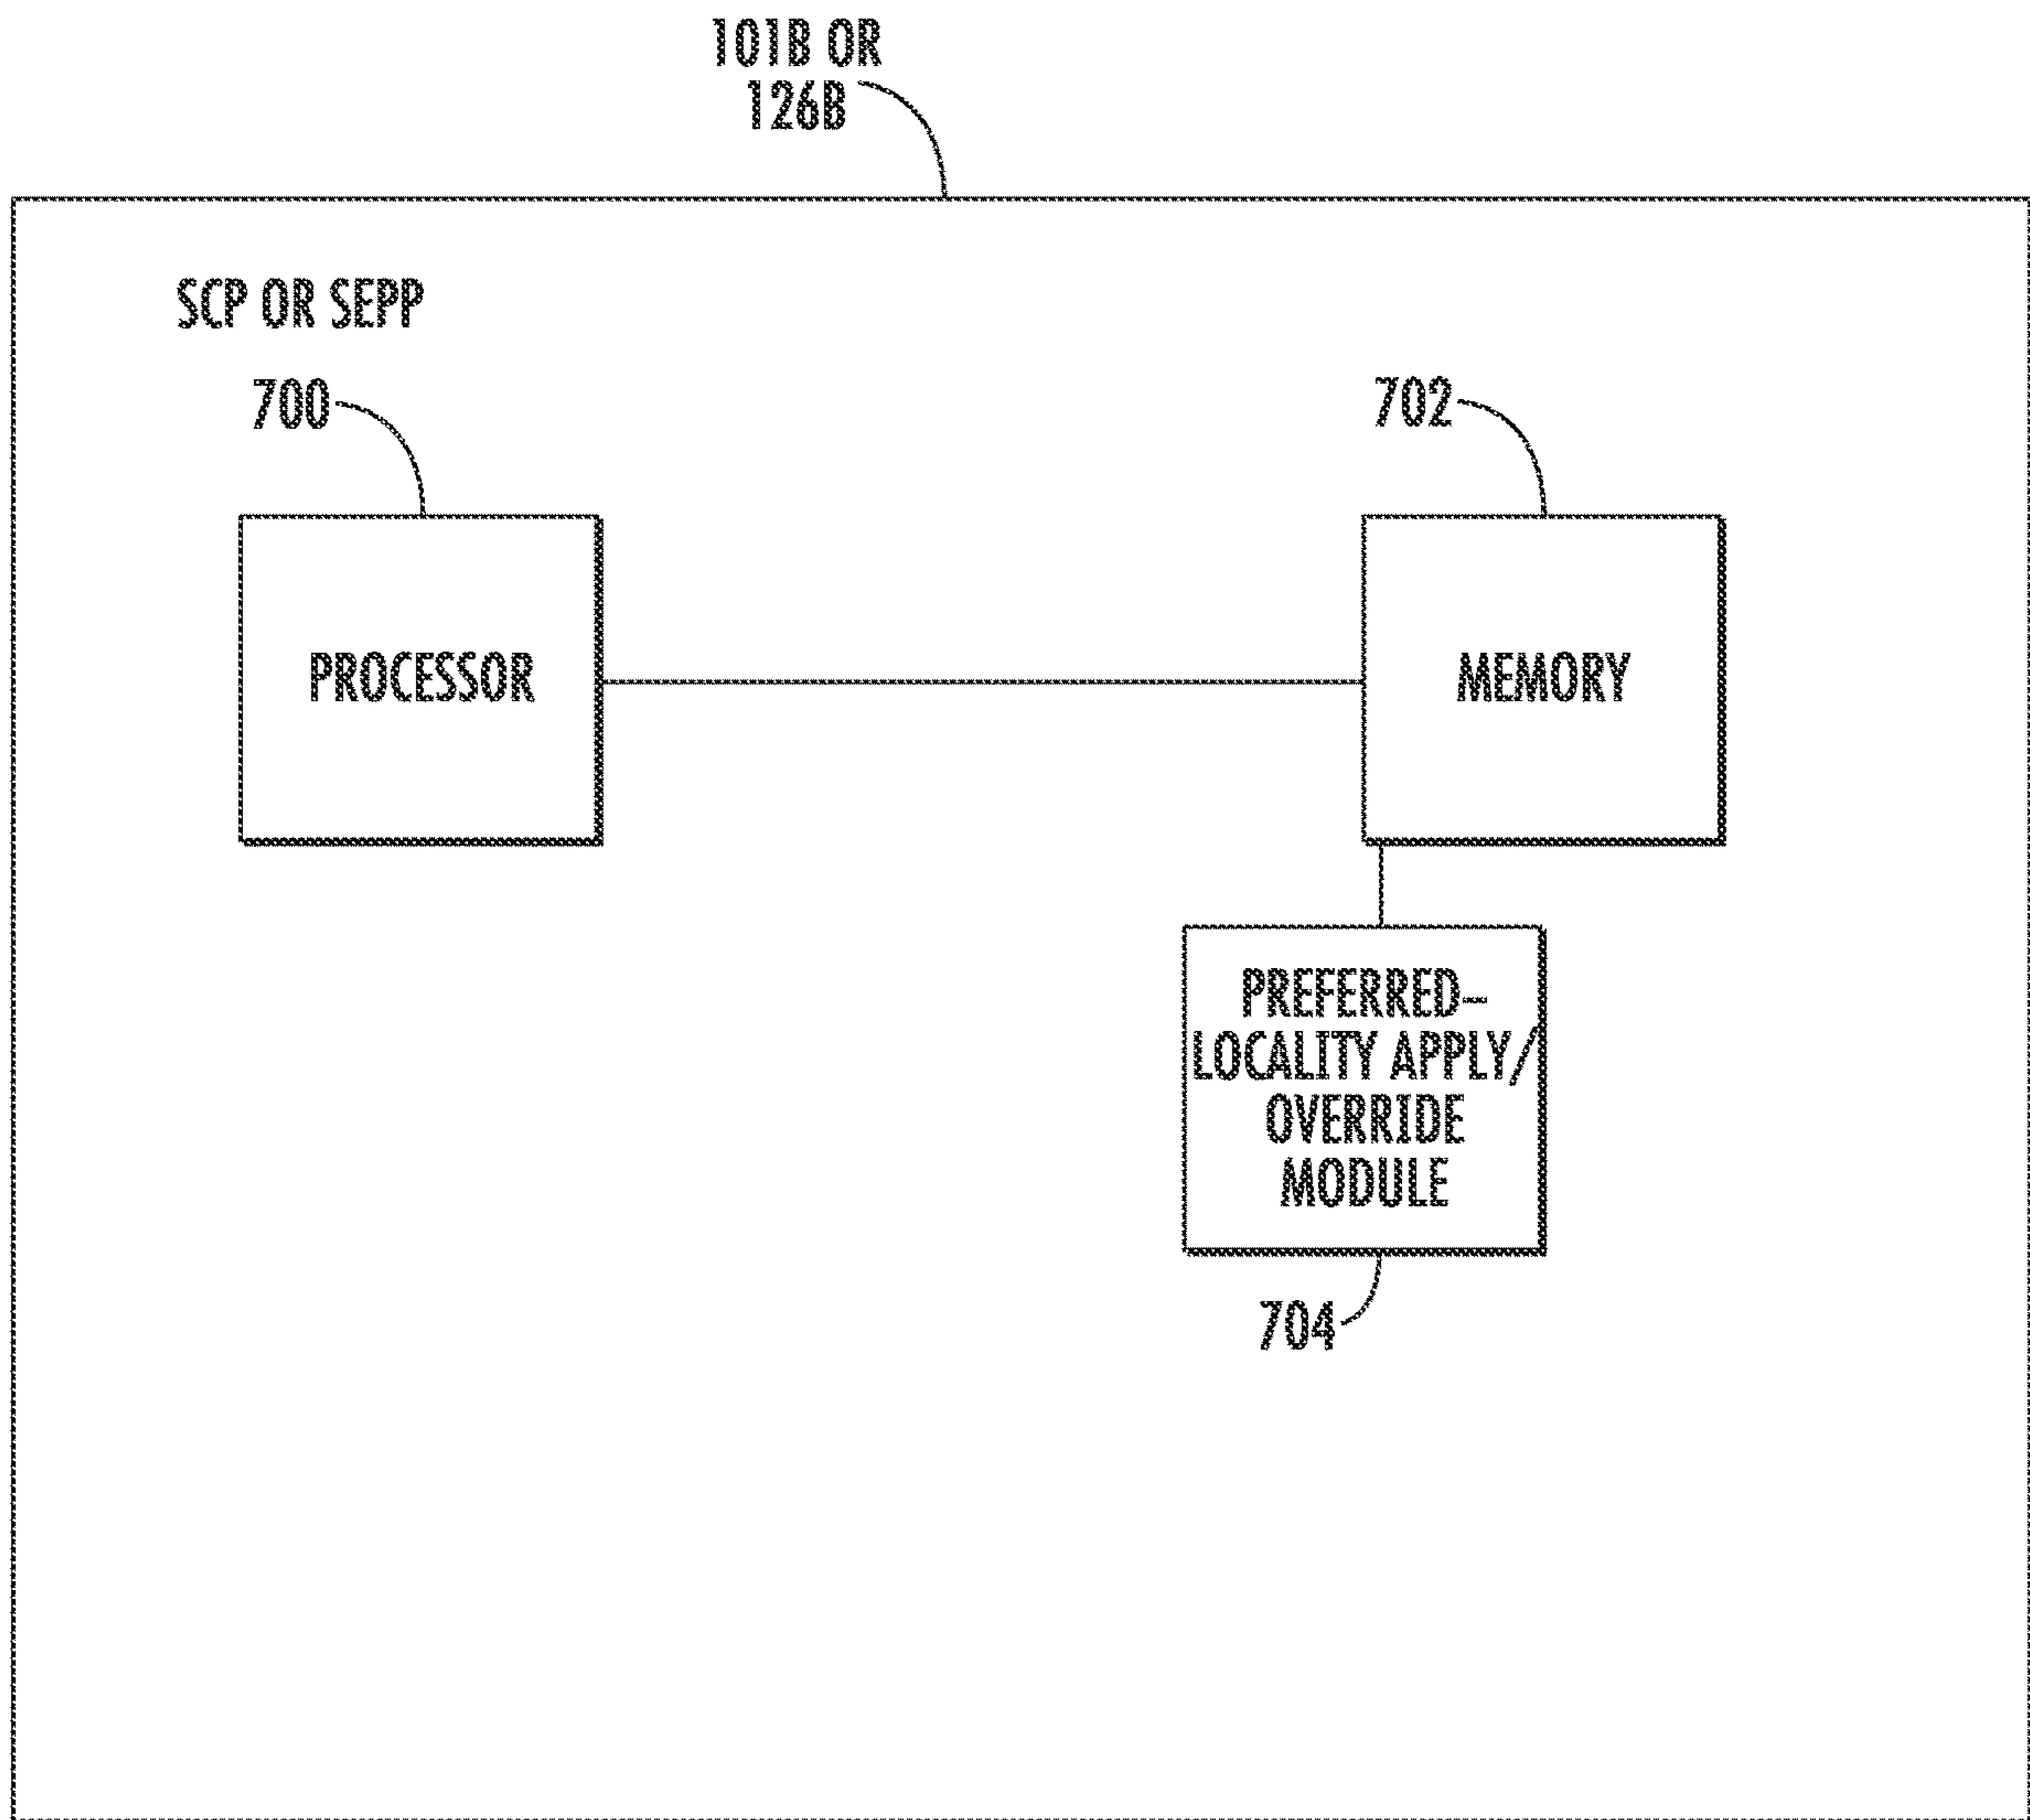 101B OR
126B
SCP OR SEPP
700
702
PROCESSOR
MEMORY
PREFERRED-
LOCALITY APPLY/
OVERRIDE
MODULE
704